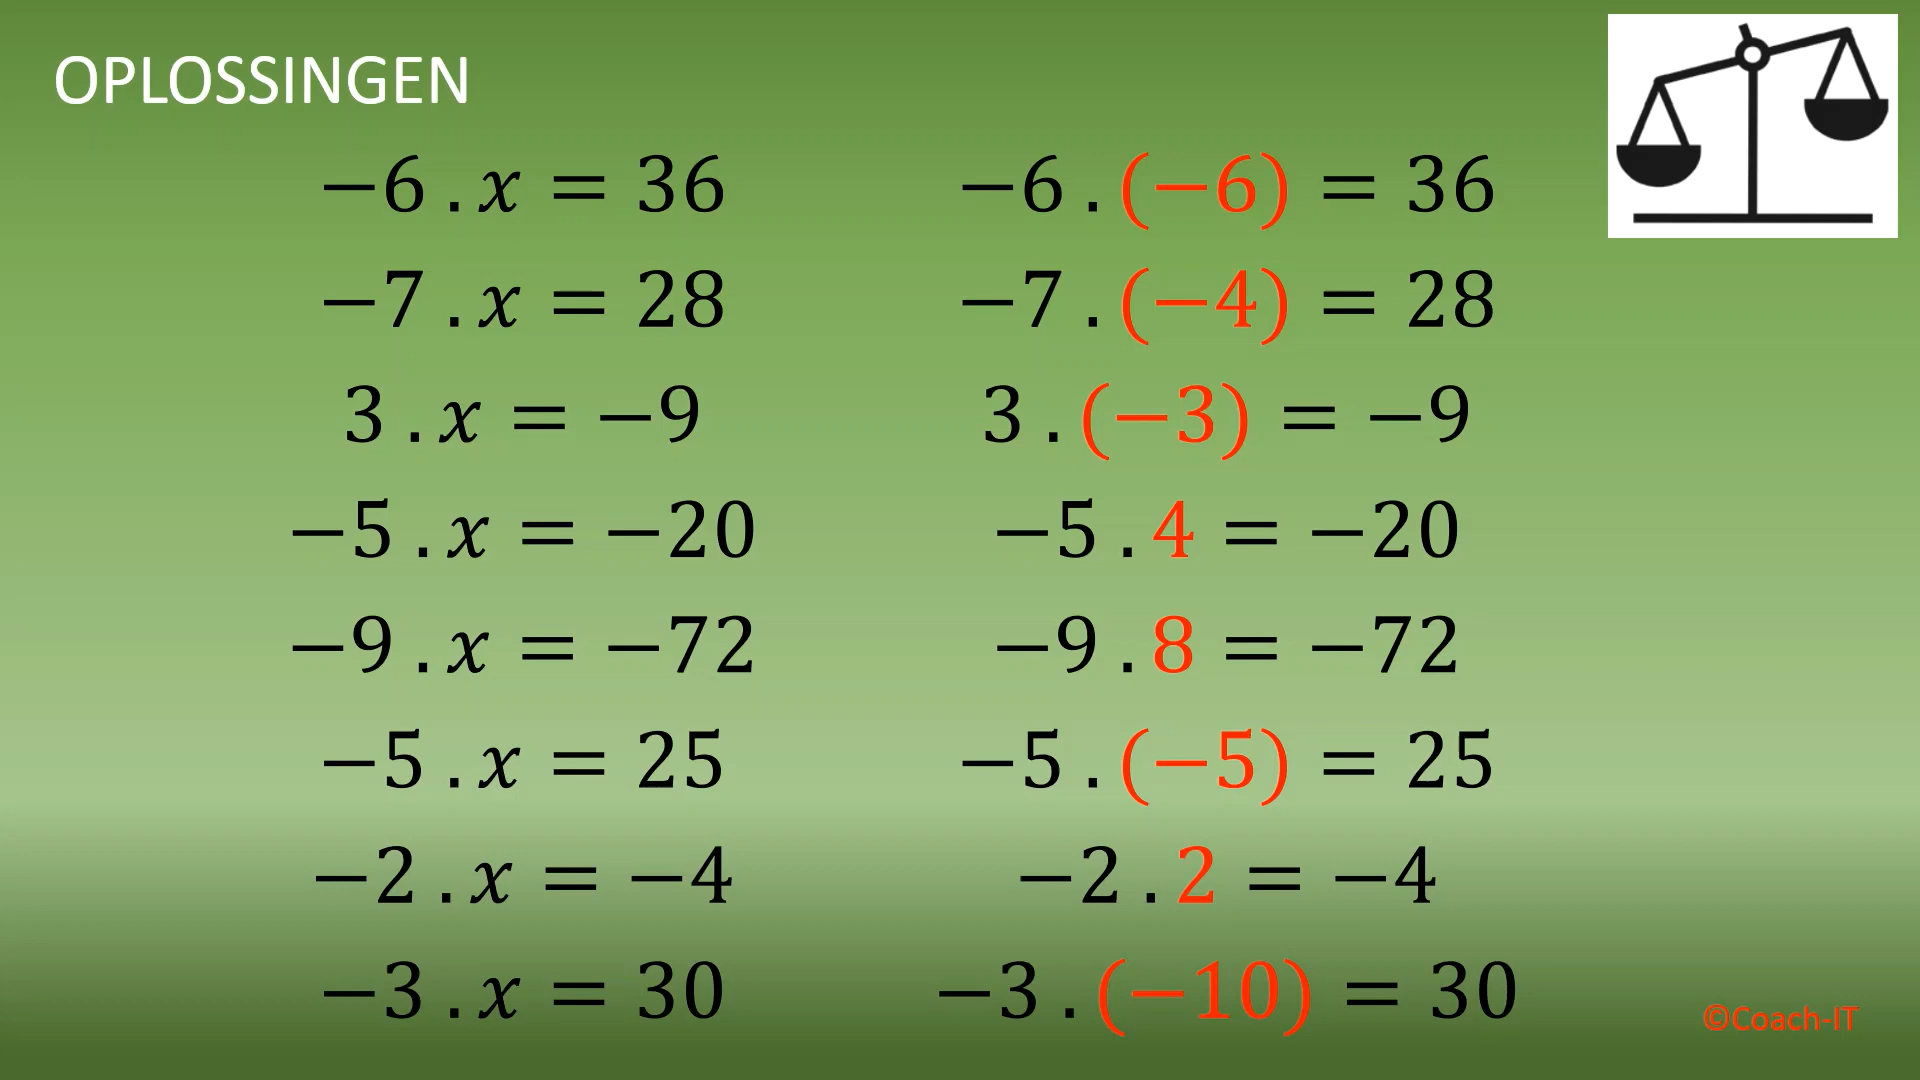 OPLOSSINGEN
−6 . x = 36 −6 . (−6) = 36
−7 . x = 28 −7 . (−4) = 28
3 . x = −9 3 . (−3) = −9
−5 . x = −20 −5 . 4 = −20
−9 . x = −72 −9 . 8 = −72
−5 . x = 25 −5 . (−5) = 25
−2 . x = −4 −2 . 2 = −4
−3 . x = 30 −3 . (−10) = 30
©Coach-IT